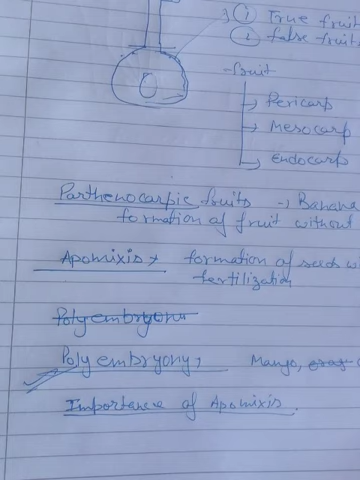 ① True fruit
② false fruit
fruit
→ Pericarp
→ Mesocarp
→ Endocarp
Parthenocarpic fruits → Banana
formation of fruit without
Apomixis → formation of seed wi
fertilization
Polyembryony
Polyembryony, Mango,
Importance of Apomixis.